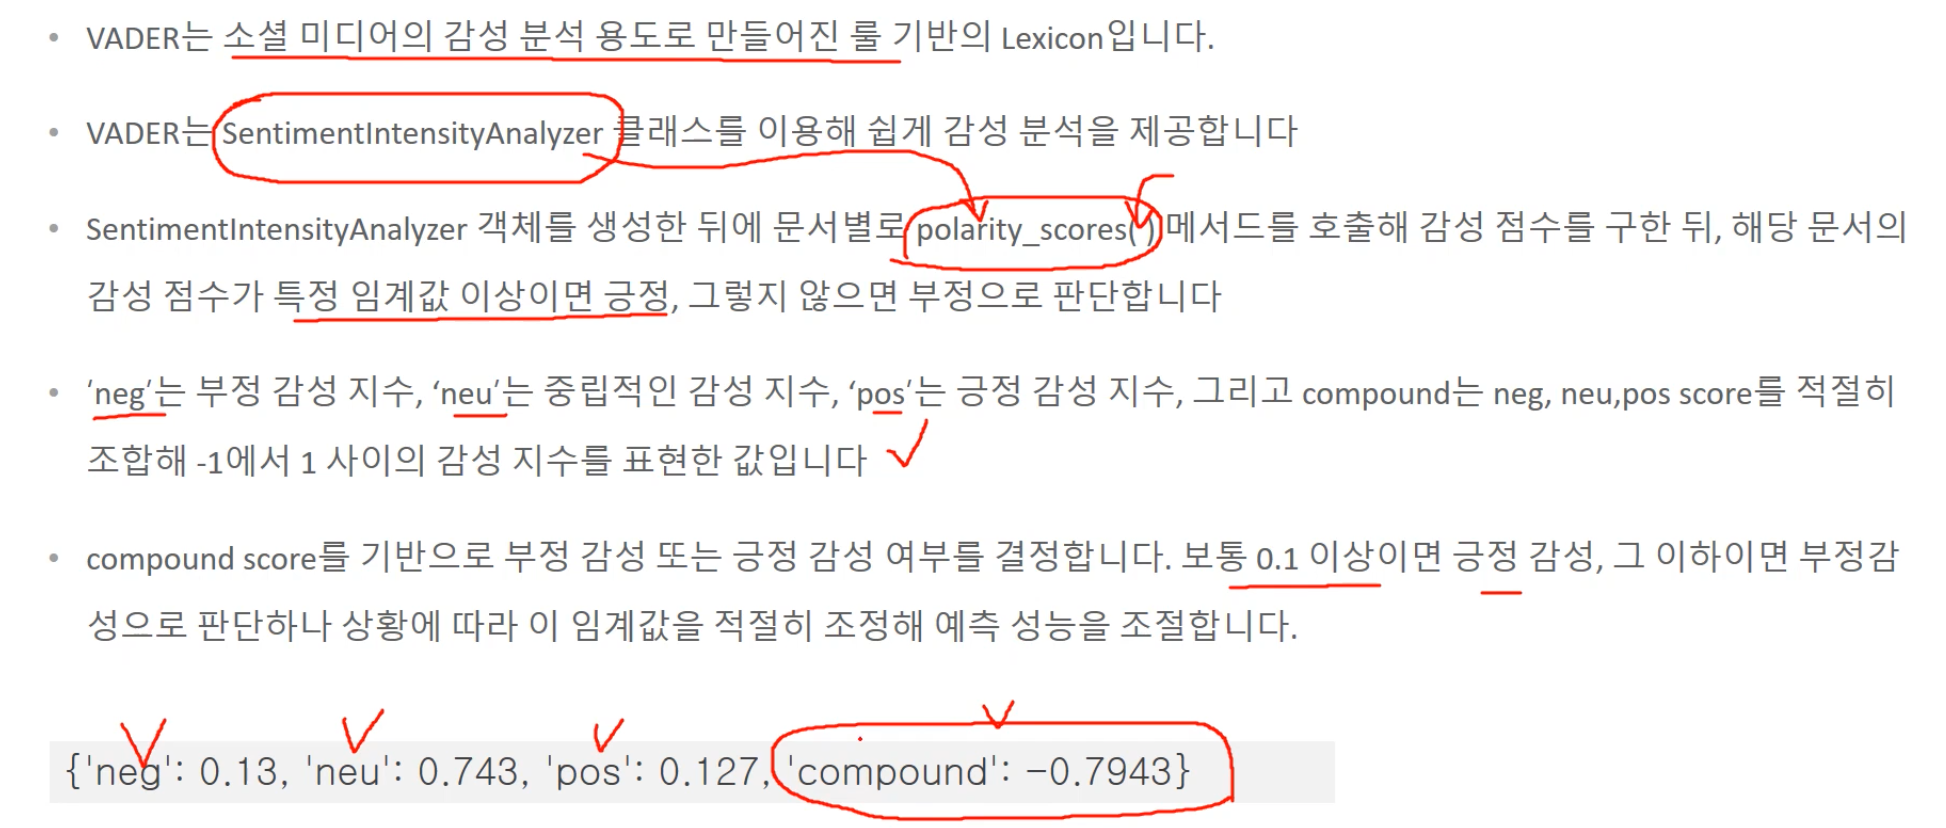 • VADER는 소셜 미디어의 감성 분석 용도로 만들어진 룰 기반의 Lexicon입니다.
• VADER는 SentimentIntensityAnalyzer 클래스를 이용해 쉽게 감성 분석을 제공합니다
• SentimentIntensityAnalyzer 객체를 생성한 뒤에 문서별로 polarity_scores() 메서드를 호출해 감성 점수를 구한 뒤, 해당 문서의
감성 점수가 특정 임계값 이상이면 긍정, 그렇지 않으면 부정으로 판단합니다
• ‘neg’는 부정 감성 지수, ‘neu’는 중립적인 감성 지수, ‘pos’는 긍정 감성 지수, 그리고 compound는 neg, neu,pos score를 적절히
조합해 -1에서 1 사이의 감성 지수를 표현한 값입니다
• compound score를 기반으로 부정 감성 또는 긍정 감성 여부를 결정합니다. 보통 0.1 이상이면 긍정 감성, 그 이하이면 부정감
성으로 판단하나 상황에 따라 이 임계값을 적절히 조정해 예측 성능을 조절합니다.
{'neg': 0.13, 'neu': 0.743, 'pos': 0.127, 'compound': -0.7943}